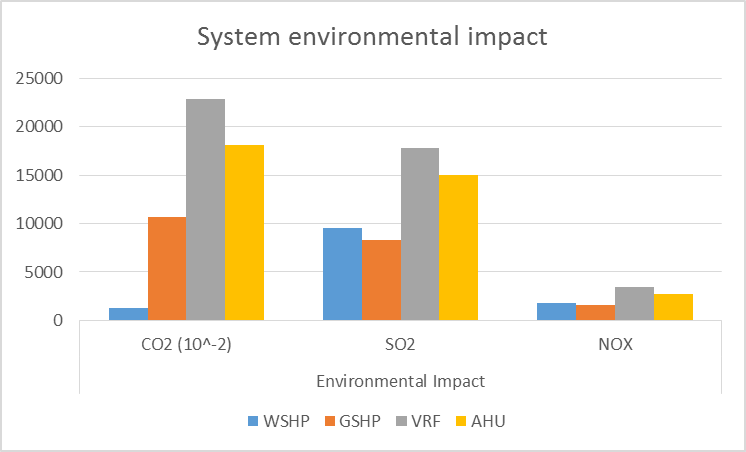 System environmental impact
25000
20000
15000
10000
5000
0
CO2 (10^-2) SO2 NOX
Environmental Impact
WSHP GSHP VRF AHU